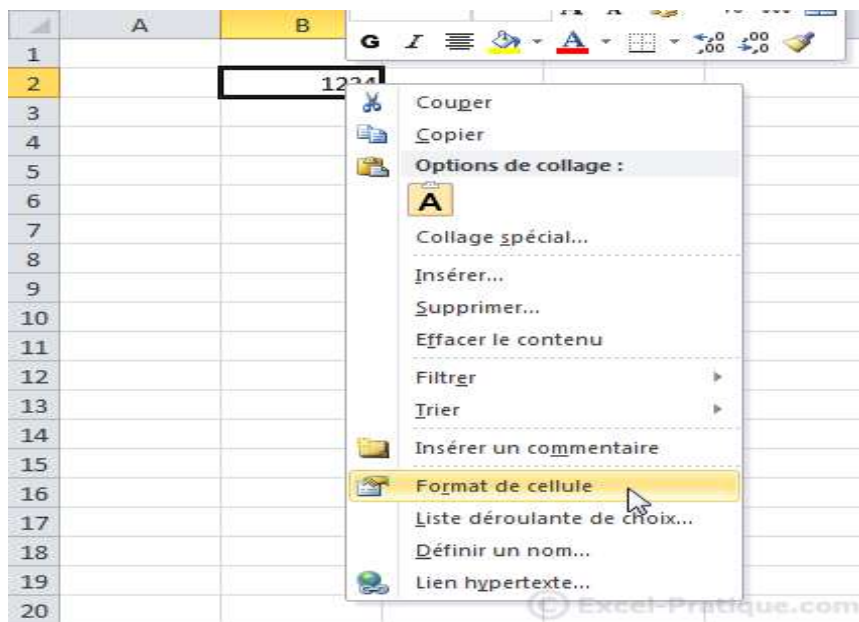 A B
G I A
1
2 1234
3
4
5
6
7
8
9
10
11
12
13
14
15
16
17
18
19
20
Couper
Copier
Options de collage :
A
Collage spécial...
Insérer...
Supprimer...
Effacer le contenu
Filtrer
Trier
Insérer un commentaire
Format de cellule
Liste déroulante de choix...
Définir un nom...
Lien hypertexte...
© Excel-Pratique.com